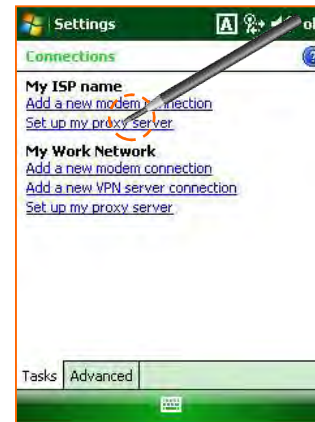 Settings
A
ok
Connections
?
My ISP name
Add a new modem connection
Set up my proxy server
My Work Network
Add a new modem connection
Add a new VPN server connection
Set up my proxy server
Tasks Advanced